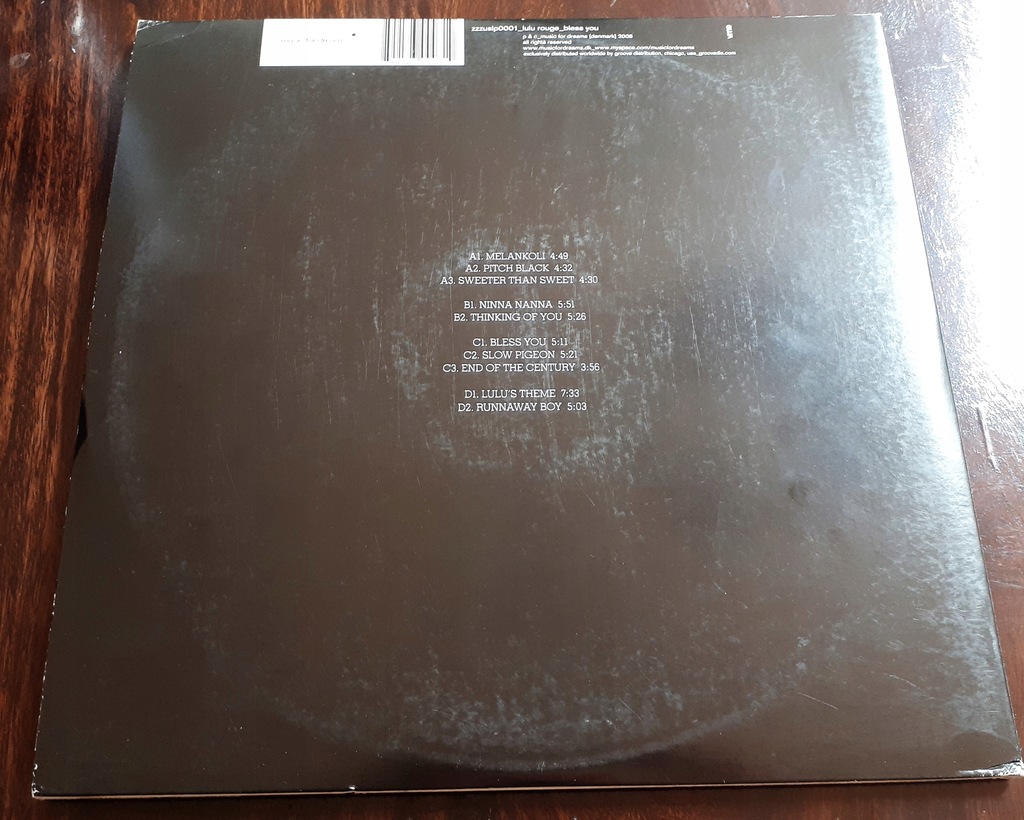 zzzuslp0001_lulu rouge_bless you
p & c_music for dreams [denmark] 2008
all rights reserved
www.musicfordreams.dk_www.myspace.com/musicfordreams
exclusively distributed worldwide by groove distribution, chicago, usa_groovedis.com
A1. MELANKOLI 4:49
A2. PITCH BLACK 4:32
A3. SWEETER THAN SWEET 4:30
B1. NINNA NANNA 5:51
B2. THINKING OF YOU 5:26
C1. BLESS YOU 5:11
C2. SLOW PIGEON 5:21
C3. END OF THE CENTURY 3:56
D1. LULU'S THEME 7:33
D2. RUNNAWAY BOY 5:03